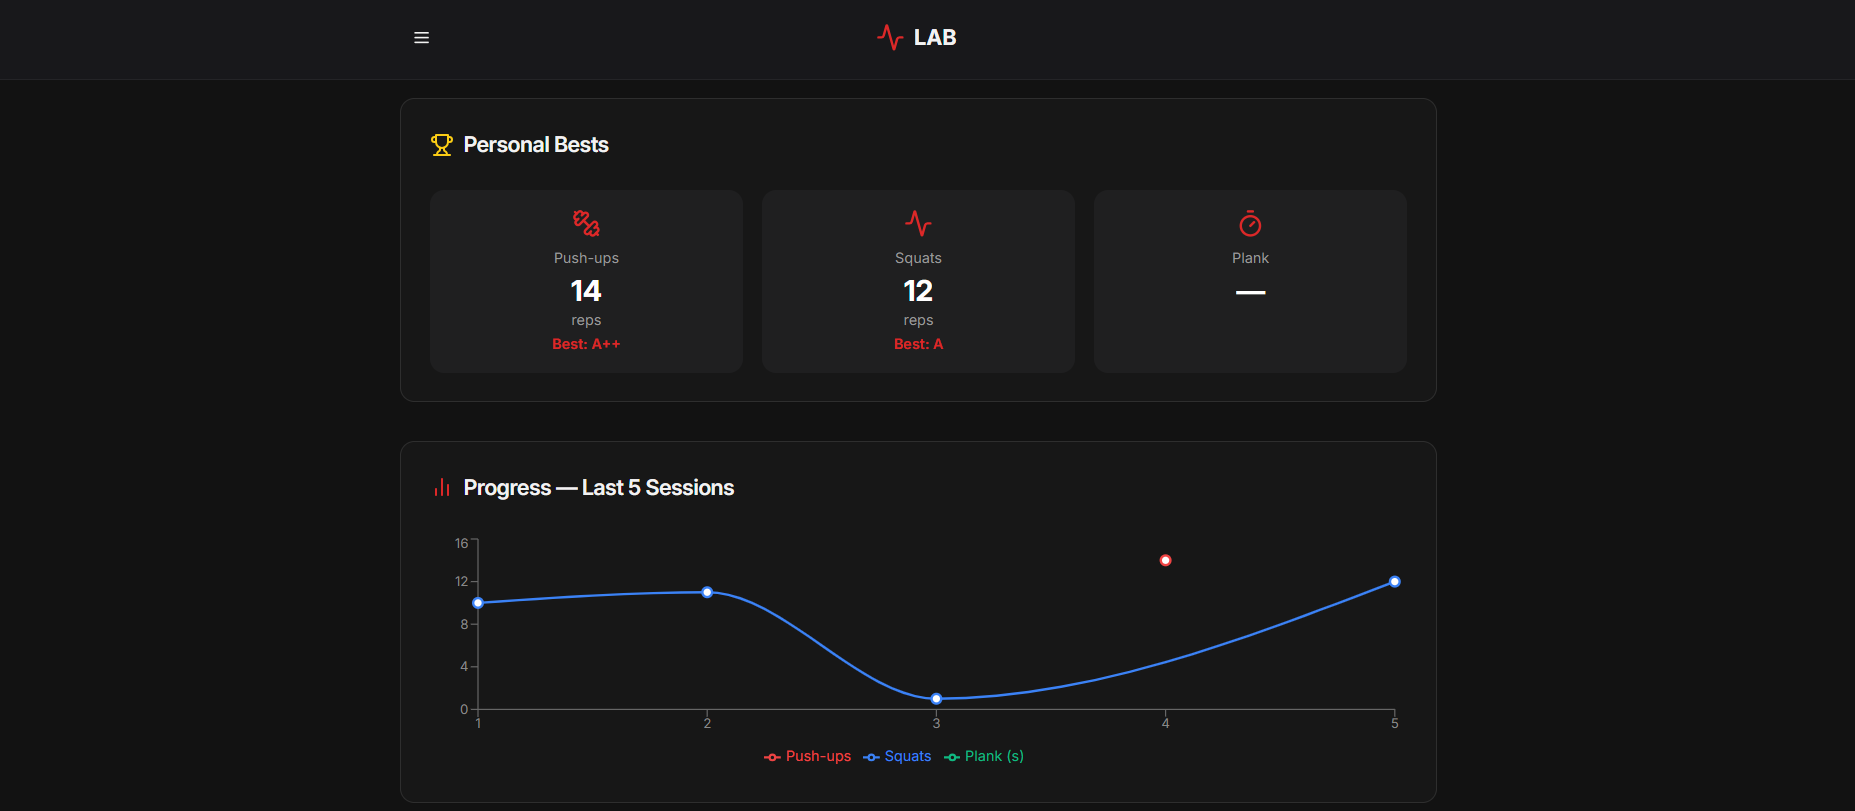 LAB
Personal Bests
Push-ups
14
reps
Best: A++
Squats
12
reps
Best: A
Plank
—
Progress — Last 5 Sessions
16
12
8
4
0
1 2 3 4 5
Push-ups Squats Plank (s)